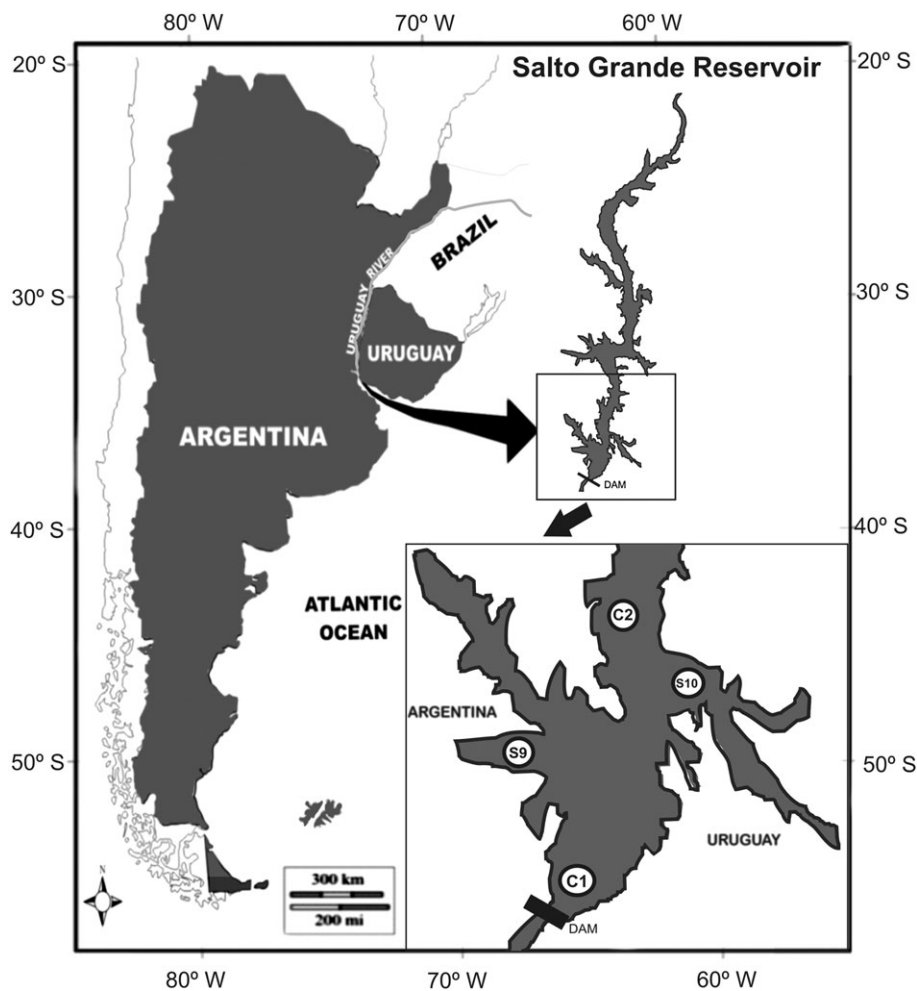 80º W
70º W
60º W
20º S
Salto Grande Reservoir
20º S
BRAZIL
URUGUAY RIVER
30º S
30º S
URUGUAY
ARGENTINA
DAM
40º S
40º S
ATLANTIC
OCEAN
C2
S10
ARGENTINA
S9
50º S
50º S
URUGUAY
C1
N
300 km
200 mi
DAM
80º W
70º W
60º W